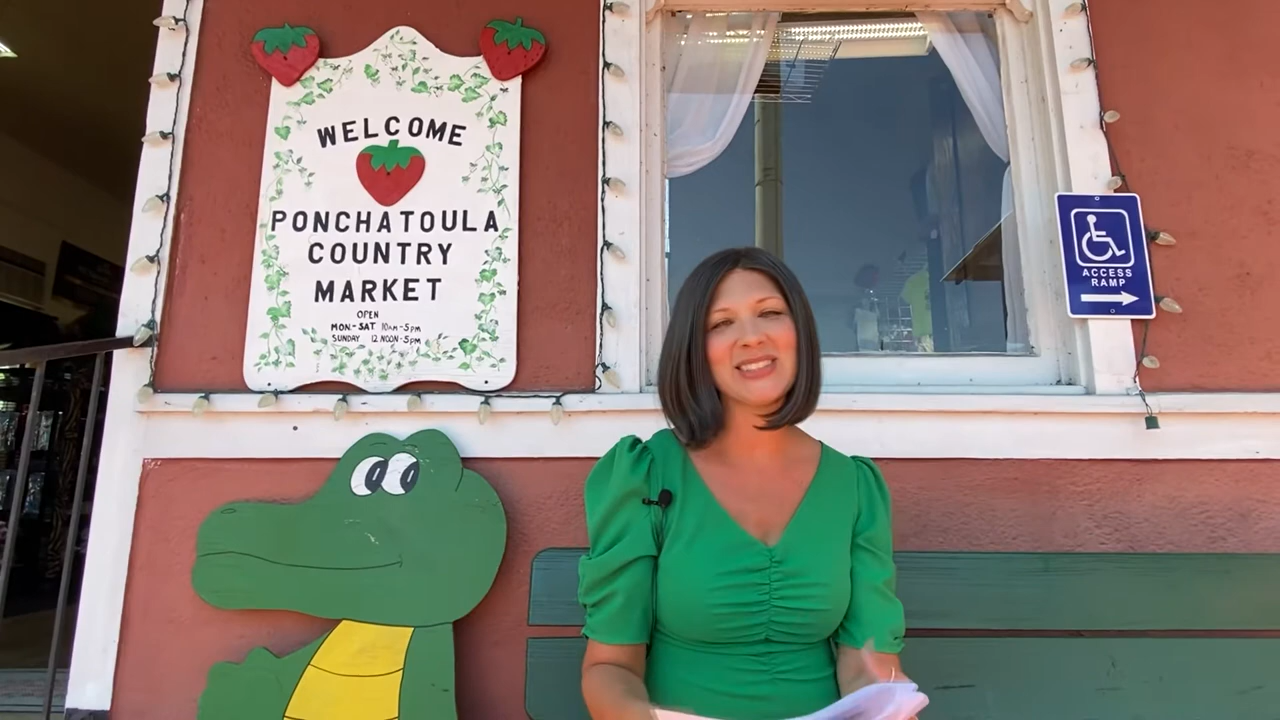 WELCOME
PONCHATOULA
COUNTRY
MARKET
OPEN
MON-SAT 10AM-5PM
SUNDAY 12 NOON-5PM
ACCESS
RAMP